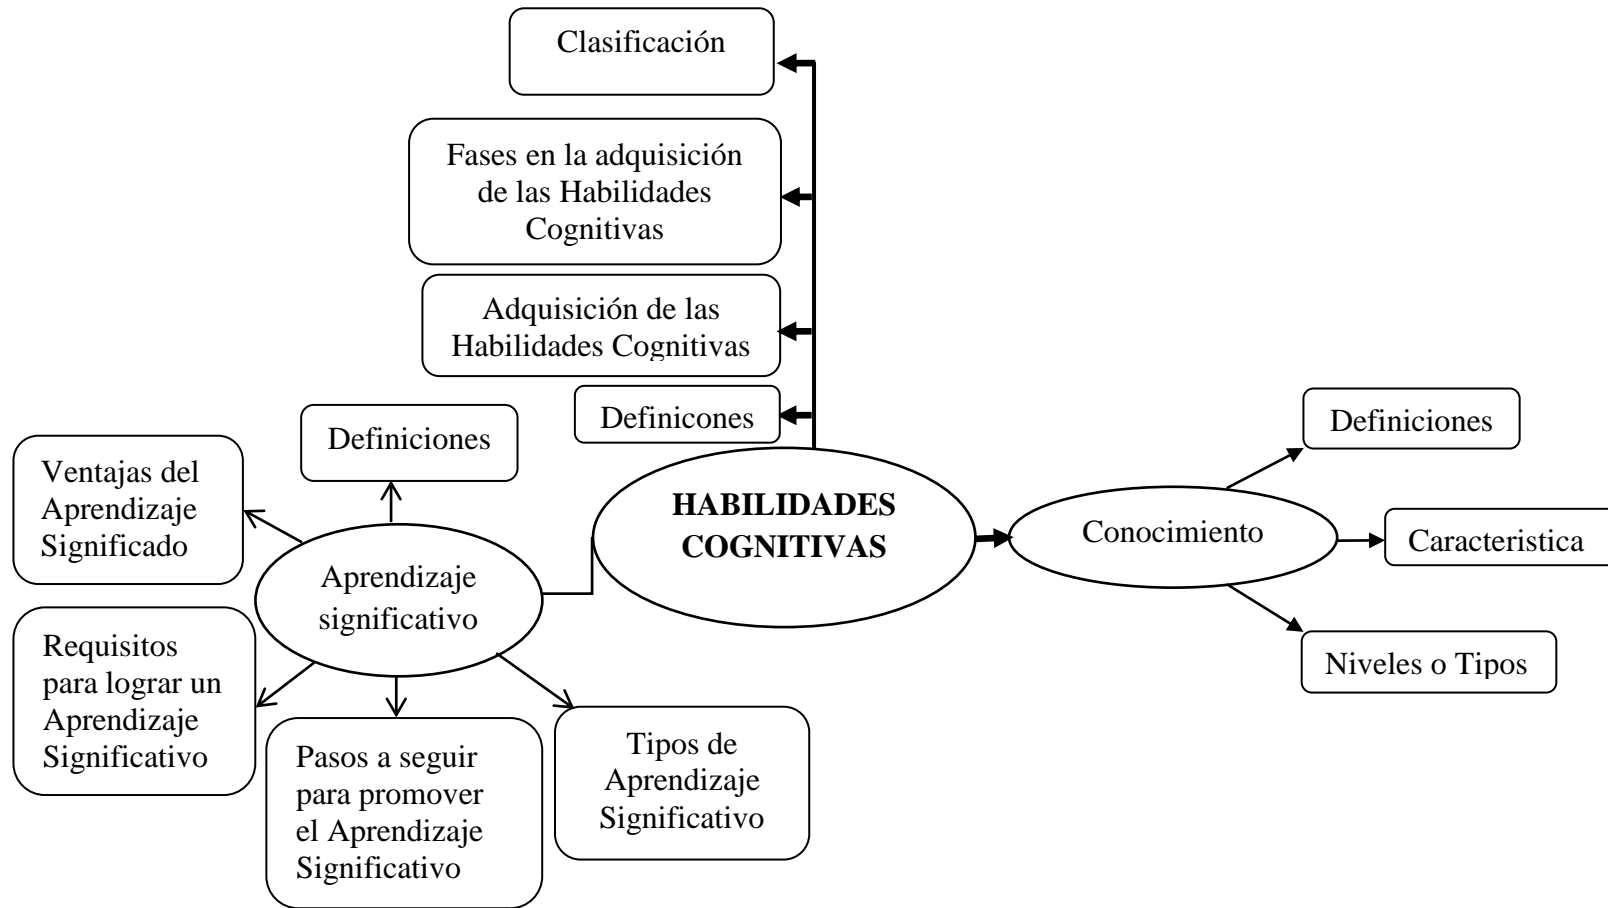 Clasificación
Fases en la adquisición
de las Habilidades
Cognitivas
Adquisición de las
Habilidades Cognitivas
Definicones
Definiciones
Ventajas del
Aprendizaje
Significado
HABILIDADES
COGNITIVAS
Aprendizaje
significativo
Requisitos
para lograr un
Aprendizaje
Significativo
Pasos a seguir
para promover
el Aprendizaje
Significativo
Tipos de
Aprendizaje
Significativo
Conocimiento
Definiciones
Caracteristica
Niveles o Tipos